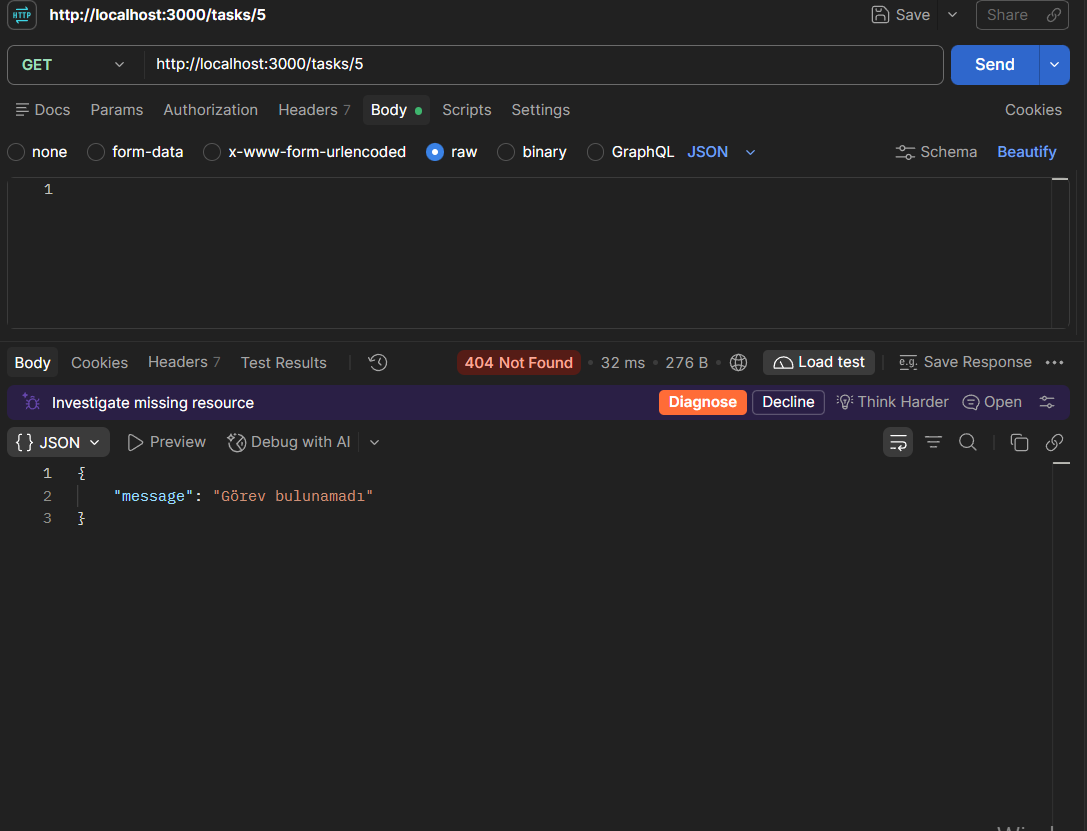 HTTP http://localhost:3000/tasks/5 Save Share
GET http://localhost:3000/tasks/5 Send
Docs Params Authorization Headers 7 Body Scripts Settings Cookies
none form-data x-www-form-urlencoded raw binary GraphQL JSON Schema Beautify
1
Body Cookies Headers 7 Test Results 404 Not Found • 32 ms • 276 B • Load test e.g. Save Response
Investigate missing resource Diagnose Decline Think Harder Open
{} JSON Preview Debug with AI
1 {
2 "message": "Görev bulunamadı"
3 }